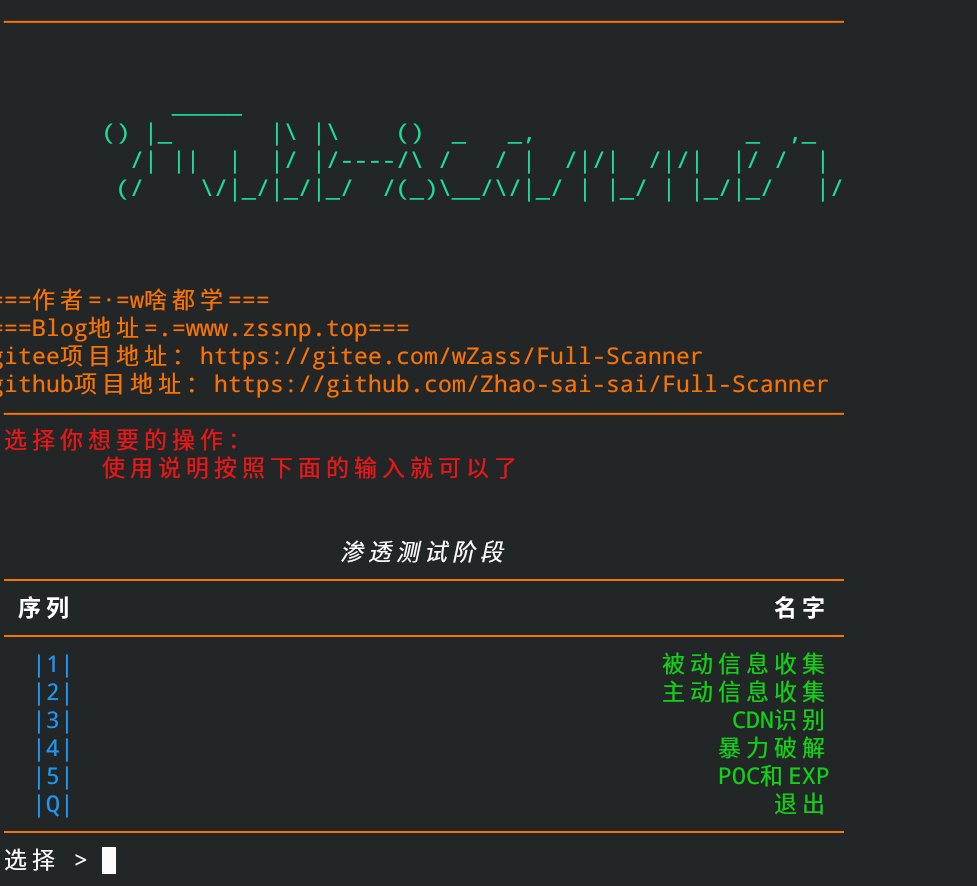 ===作者=·=w啥都学===
===Blog地址=.=www.zssnp.top===
gitee项目地址：https://gitee.com/wZass/Full-Scanner
github项目地址：https://github.com/Zhao-sai-sai/Full-Scanner
选择你想要的操作：
使用说明按照下面的输入就可以了
渗透测试阶段
序列 名字
|1| 被动信息收集
|2| 主动信息收集
|3| CDN识别
|4| 暴力破解
|5| POC和EXP
|Q| 退出
选择 >